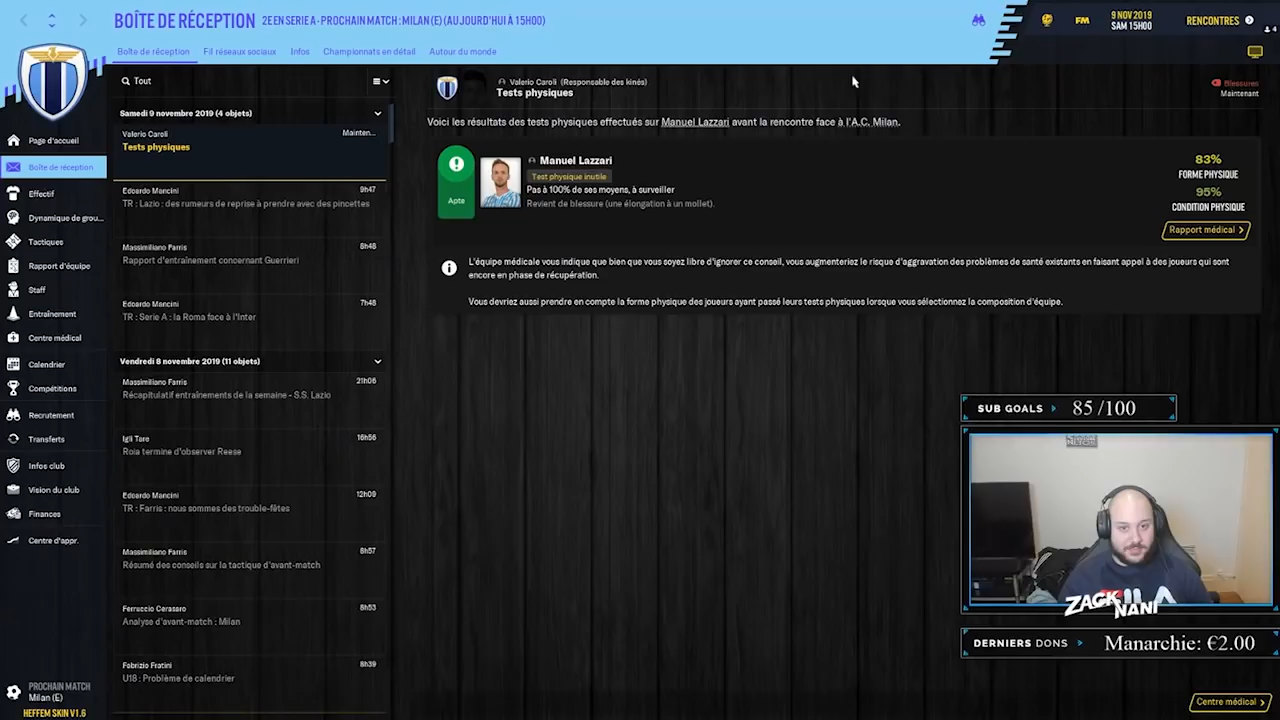 BOÎTE DE RÉCEPTION
2E EN SERIE A - PROCHAIN MATCH : MILAN (E) (AUJOURD'HUI À 15H00)
FM
9 NOV 2019
SAM 15H00
RENCONTRES
4
Boîte de réception
Fil réseaux sociaux
Infos
Championnats en détail
Autour du monde
Page d'accueil
Boîte de réception
Effectif
Dynamique de grou...
Tactiques
Rapport d'équipe
Staff
Entraînement
Centre médical
Calendrier
Compétitions
Recrutement
Transferts
Infos club
Vision du club
Finances
Centre d'appr.
PROCHAIN MATCH
Milan (E)
HEFFEM SKIN V1.6
Tout
Samedi 9 novembre 2019 (4 objets)
Valerio Caroli
Mainten...
Tests physiques
Edoardo Mancini
9h47
TR : Lazio : des rumeurs de reprise à prendre avec des pincettes
Massimiliano Farris
8h48
Rapport d'entraînement concernant Guerrieri
Edoardo Mancini
7h48
TR : Serie A : la Roma face à l'Inter
Vendredi 8 novembre 2019 (11 objets)
Massimiliano Farris
21h06
Récapitulatif entraînements de la semaine - S.S. Lazio
Igli Tare
16h56
Roia termine d'observer Reese
Edoardo Mancini
12h09
TR : Farris : nous sommes des trouble-fêtes
Massimiliano Farris
8h57
Résumé des conseils sur la tactique d'avant-match
Ferruccio Cerasaro
8h53
Analyse d'avant-match : Milan
Fabrizio Fratini
8h39
U18 : Problème de calendrier
Valerio Caroli (Responsable des kinés)
Tests physiques
Blessures
Maintenant
Voici les résultats des tests physiques effectués sur Manuel Lazzari avant la rencontre face à l'A.C. Milan.
Apte
Manuel Lazzari
Test physique inutile
Pas à 100% de ses moyens, à surveiller
Revient de blessure (une élongation à un mollet).
83%
FORME PHYSIQUE
95%
CONDITION PHYSIQUE
Rapport médical
L'équipe médicale vous indique que bien que vous soyez libre d'ignorer ce conseil, vous augmenteriez le risque d'aggravation des problèmes de santé existants en faisant appel à des joueurs qui sont
encore en phase de récupération.
Vous devriez aussi prendre en compte la forme physique des joueurs ayant passé leurs tests physiques lorsque vous sélectionnez la composition d'équipe.
SUB GOALS
85 /100
ZACK NANI
DERNIERS DONS
Manarchie: €2.00
Centre médical